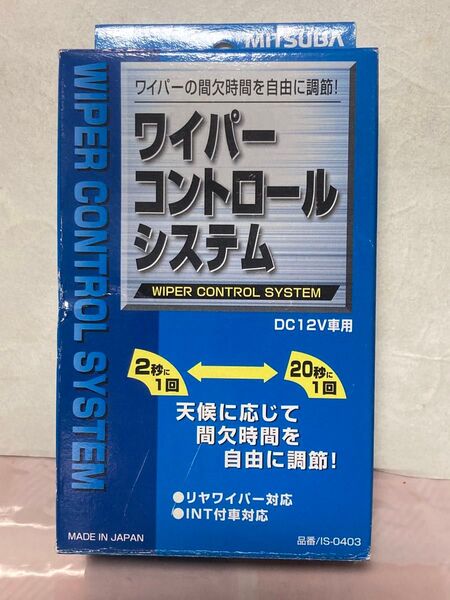 MITSUBA
WIPER CONTROL SYSTEM
ワイパーの間欠時間を自由に調節!
ワイパー
コントロール
システム
WIPER CONTROL SYSTEM
DC12V車用
2秒に
1回
20秒に
1回
天候に応じて
間欠時間を
自由に調節!
●リヤワイパー対応
●INT付車対応
MADE IN JAPAN
品番/IS-0403